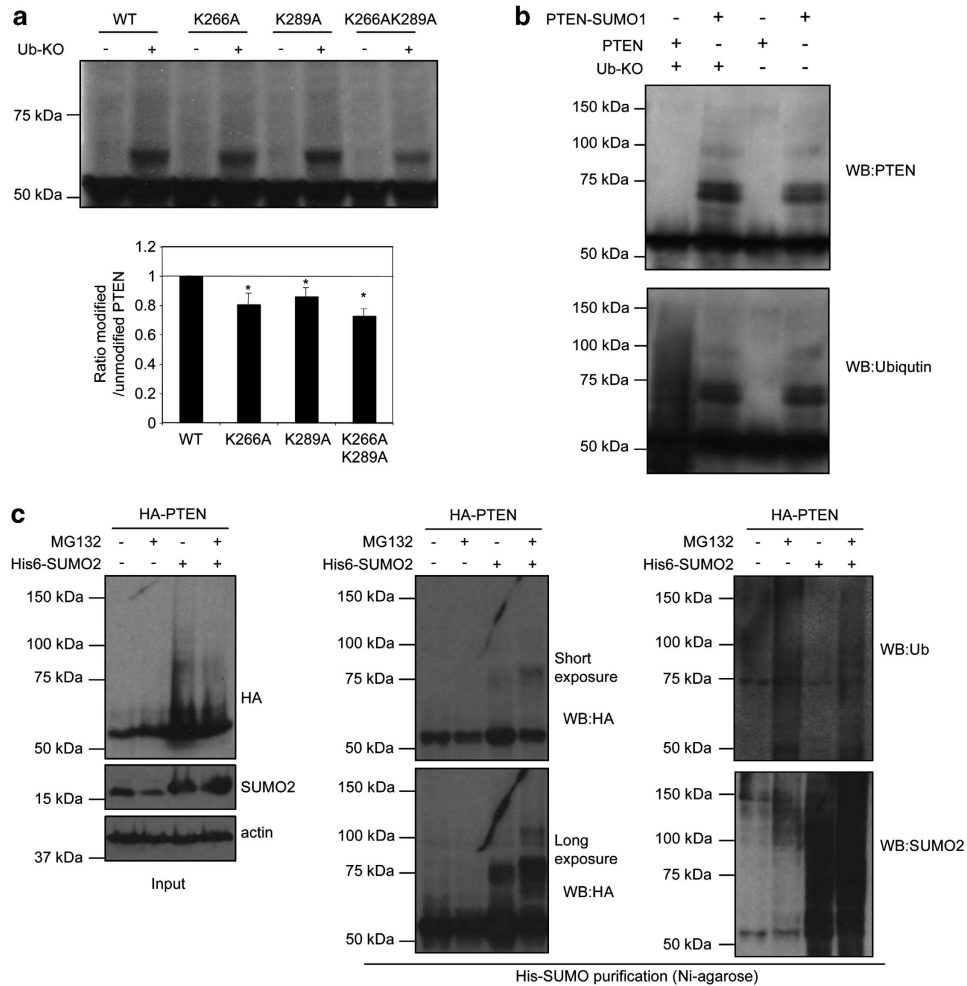 a
WT K266A K289A K266AK289A
Ub-KO - + - + - + - +
75 kDa
50 kDa
Ratio modified
/unmodified PTEN
1.2
1
0.8
0.6
0.4
0.2
0
* * *
WT K266A K289A K266A
K289A
b
PTEN-SUMO1 - + - +
PTEN + - + -
Ub-KO + + - -
150 kDa
100 kDa
75 kDa
50 kDa
WB:PTEN
150 kDa
100 kDa
75 kDa
50 kDa
WB:Ubiqutin
c
HA-PTEN
MG132 - + - +
His6-SUMO2 - - + +
150 kDa
100 kDa
75 kDa
50 kDa
HA
15 kDa
SUMO2
37 kDa
actin
Input
HA-PTEN
MG132 - + - +
His6-SUMO2 - - + +
150 kDa
100 kDa
75 kDa
50 kDa
Short
exposure
WB:HA
150 kDa
100 kDa
75 kDa
50 kDa
Long
exposure
WB:HA
HA-PTEN
MG132 - + - +
His6-SUMO2 - - + +
150 kDa
100 kDa
75 kDa
50 kDa
WB:Ub
150 kDa
100 kDa
75 kDa
50 kDa
WB:SUMO2
His-SUMO purification (Ni-agarose)